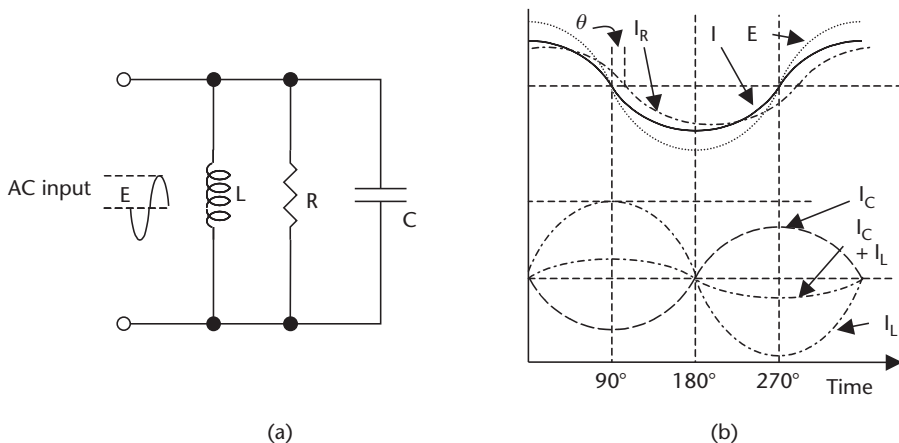 AC input
E
L
R
C
(a)
θ
I_R
I
E
I_C
I_C
+ I_L
I_L
90°
180°
270°
Time
(b)